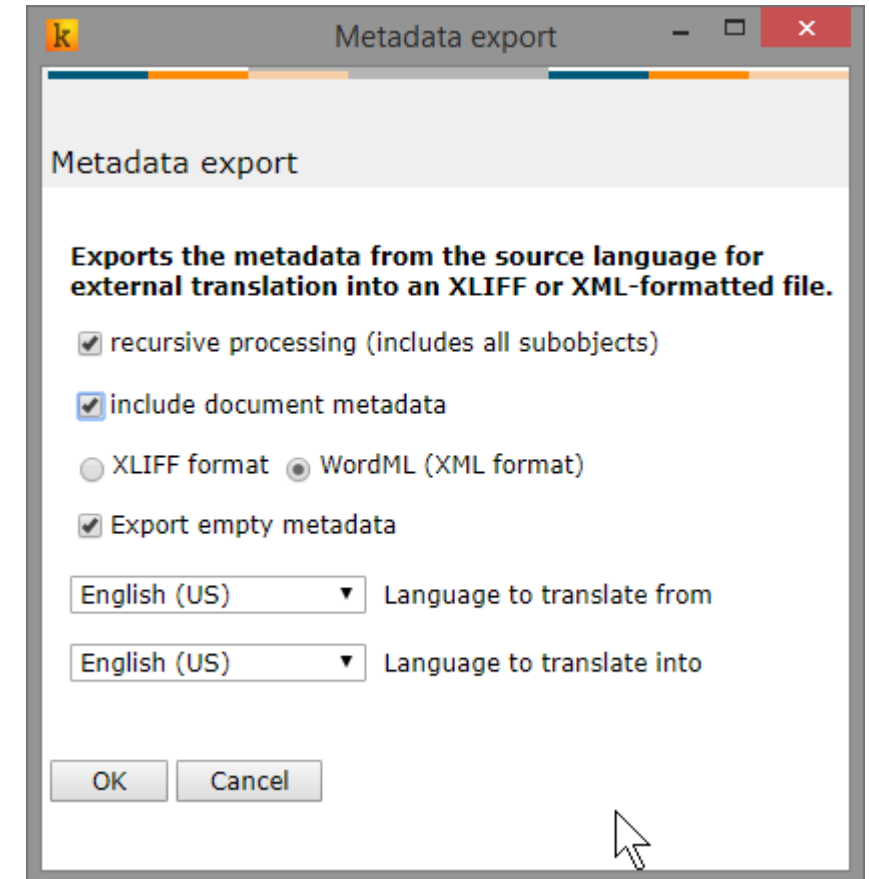 k
Metadata export
Metadata export
Exports the metadata from the source language for
external translation into an XLIFF or XML-formatted file.
recursive processing (includes all subobjects)
include document metadata
XLIFF format WordML (XML format)
Export empty metadata
English (US) Language to translate from
English (US) Language to translate into
OK Cancel